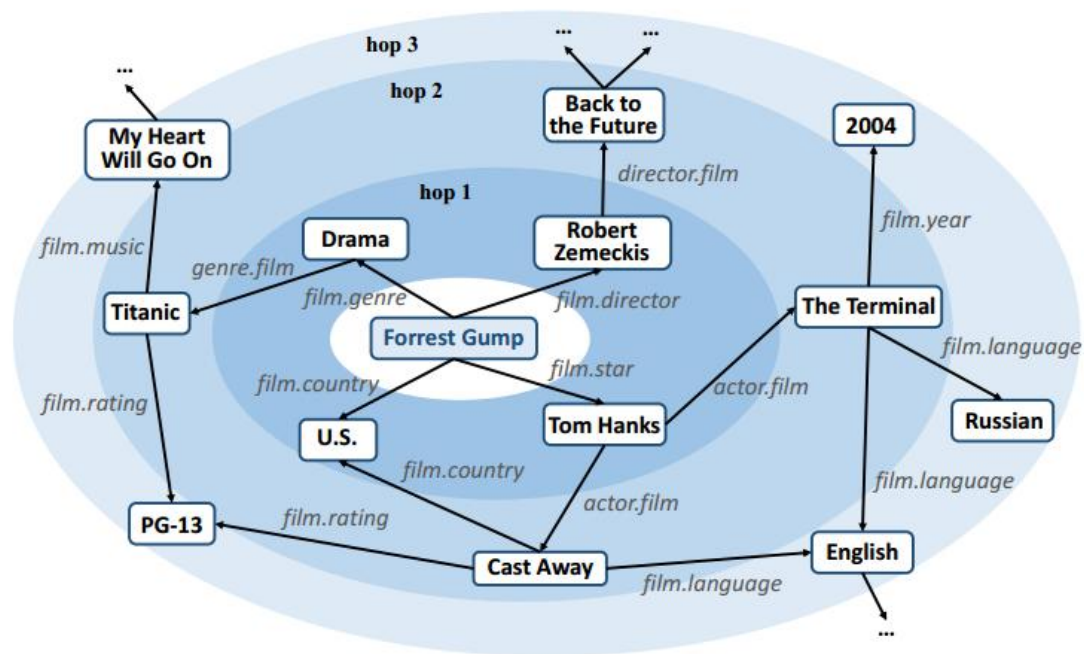 ...
...
hop 3
...
hop 2
Back to
the Future
2004
My Heart
Will Go On
director.film
hop 1
film.music
Drama
Robert
Zemeckis
film.year
genre.film
film.genre
film.director
Titanic
The Terminal
Forrest Gump
film.language
film.country
film.star
actor.film
film.rating
U.S.
Tom Hanks
Russian
film.country
film.language
actor.film
film.rating
PG-13
English
Cast Away
film.language
...